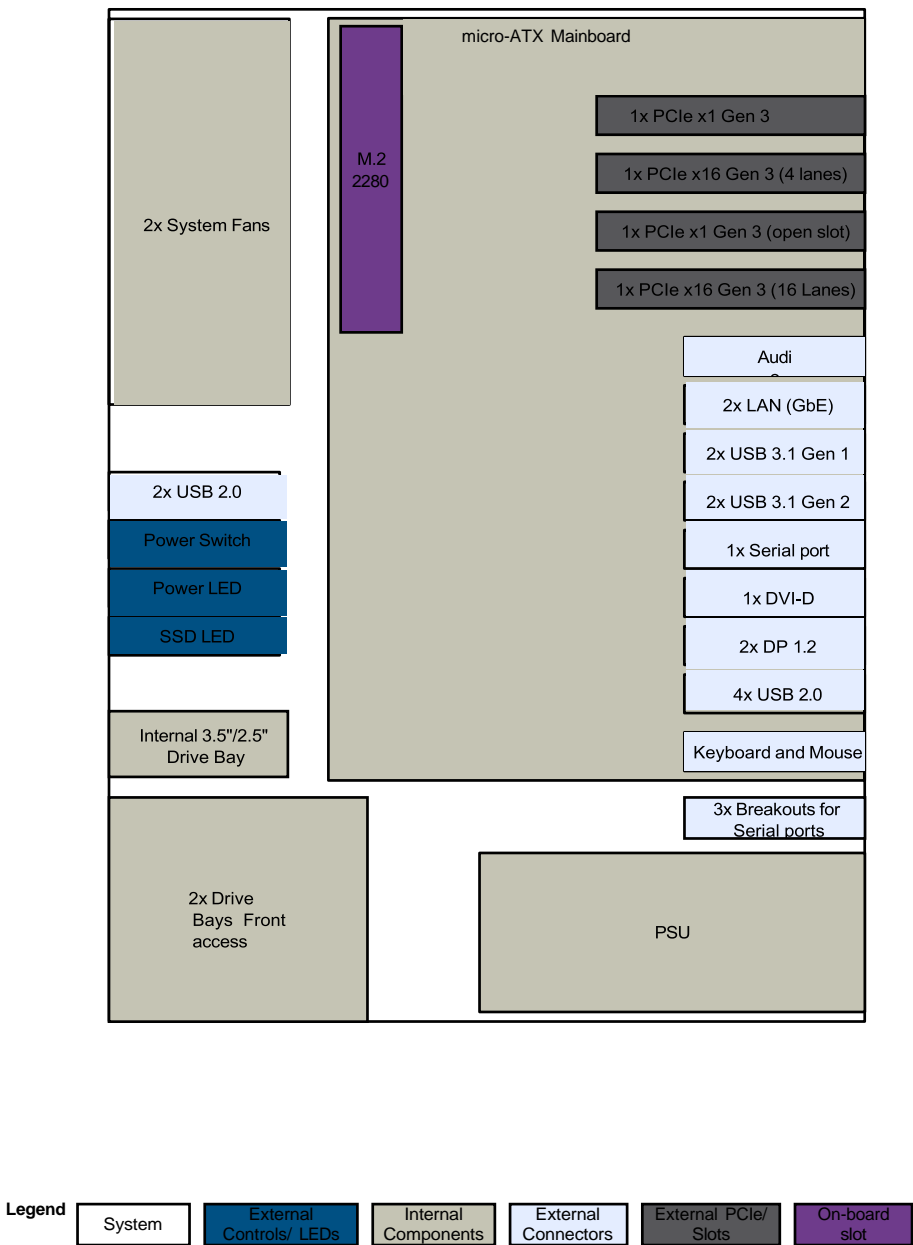 micro-ATX Mainboard
1x PCIe x1 Gen 3
M.2
2280
1x PCIe x16 Gen 3 (4 lanes)
2x System Fans
1x PCIe x1 Gen 3 (open slot)
1x PCIe x16 Gen 3 (16 Lanes)
Audi
2x LAN (GbE)
2x USB 3.1 Gen 1
2x USB 2.0
2x USB 3.1 Gen 2
Power Switch
1x Serial port
Power LED
1x DVI-D
SSD LED
2x DP 1.2
4x USB 2.0
Internal 3.5"/2.5"
Drive Bay
Keyboard and Mouse
3x Breakouts for
Serial ports
2x Drive
Bays Front
access
PSU
Legend
System
External
Controls/ LEDs
Internal
Components
External
Connectors
External PCIe/
Slots
On-board
slot